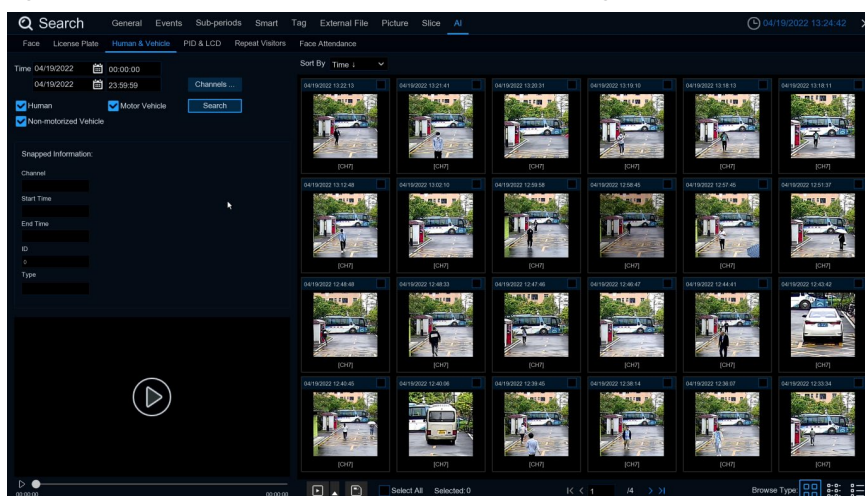 Search General Events Sub-periods Smart Tag External File Picture Slice AI 04/19/2022 13:24:42
Face License Plate Human & Vehicle PID & LCD Repeat Visitors Face Attendance
Time 04/19/2022 00:00:00
04/19/2022 23:59:59 Channels ...
Human Motor Vehicle Search
Non-motorized Vehicle
Snapped Information:
Channel
Start Time
End Time
ID
0
Type
00:00:00 00:00:00
Sort By Time ↓
04/19/2022 13:22:13 04/19/2022 13:21:41 04/19/2022 13:20:31 04/19/2022 13:19:10 04/19/2022 13:18:13 04/19/2022 13:18:11
[CH7] [CH7] [CH7] [CH7] [CH7] [CH7]
04/19/2022 13:12:48 04/19/2022 13:02:10 04/19/2022 12:59:58 04/19/2022 12:58:45 04/19/2022 12:57:45 04/19/2022 12:51:37
[CH7] [CH7] [CH7] [CH7] [CH7] [CH7]
04/19/2022 12:48:48 04/19/2022 12:48:33 04/19/2022 12:47:46 04/19/2022 12:46:47 04/19/2022 12:44:41 04/19/2022 12:43:42
[CH7] [CH7] [CH7] [CH7] [CH7] [CH7]
04/19/2022 12:40:45 04/19/2022 12:40:06 04/19/2022 12:39:45 04/19/2022 12:38:14 04/19/2022 12:36:07 04/19/2022 12:33:34
[CH7] [CH7] [CH7] [CH7] [CH7] [CH7]
Select All Selected: 0 1 /4 Browse Type: